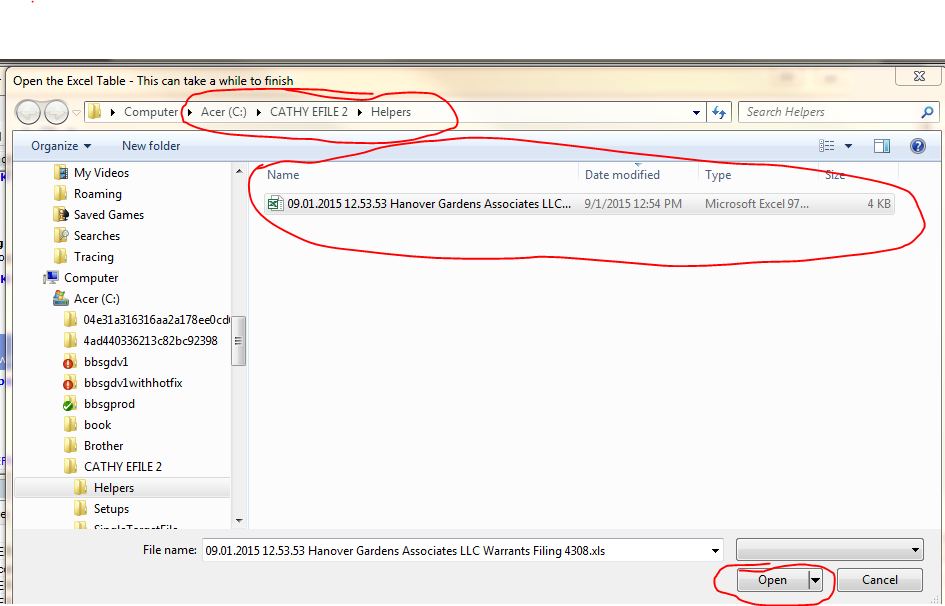 Open the Excel Table - This can take a while to finish
Computer Acer (C:) CATHY EFILE 2 Helpers Search Helpers
Organize New folder
My Videos
Roaming
Saved Games
Searches
Tracing
Computer
Acer (C:)
04e31a316316aa2a178ee0cd
4ad440336213c82bc92398
bbsgdv1
bbsgdv1withhotfix
bbsgprod
book
Brother
CATHY EFILE 2
Helpers
Setups
SingleTargetFile
Name Date modified Type Size
09.01.2015 12.53.53 Hanover Gardens Associates LLC... 9/1/2015 12:54 PM Microsoft Excel 97... 4 KB
File name: 09.01.2015 12.53.53 Hanover Gardens Associates LLC Warrants Filing 4308.xls
Open Cancel